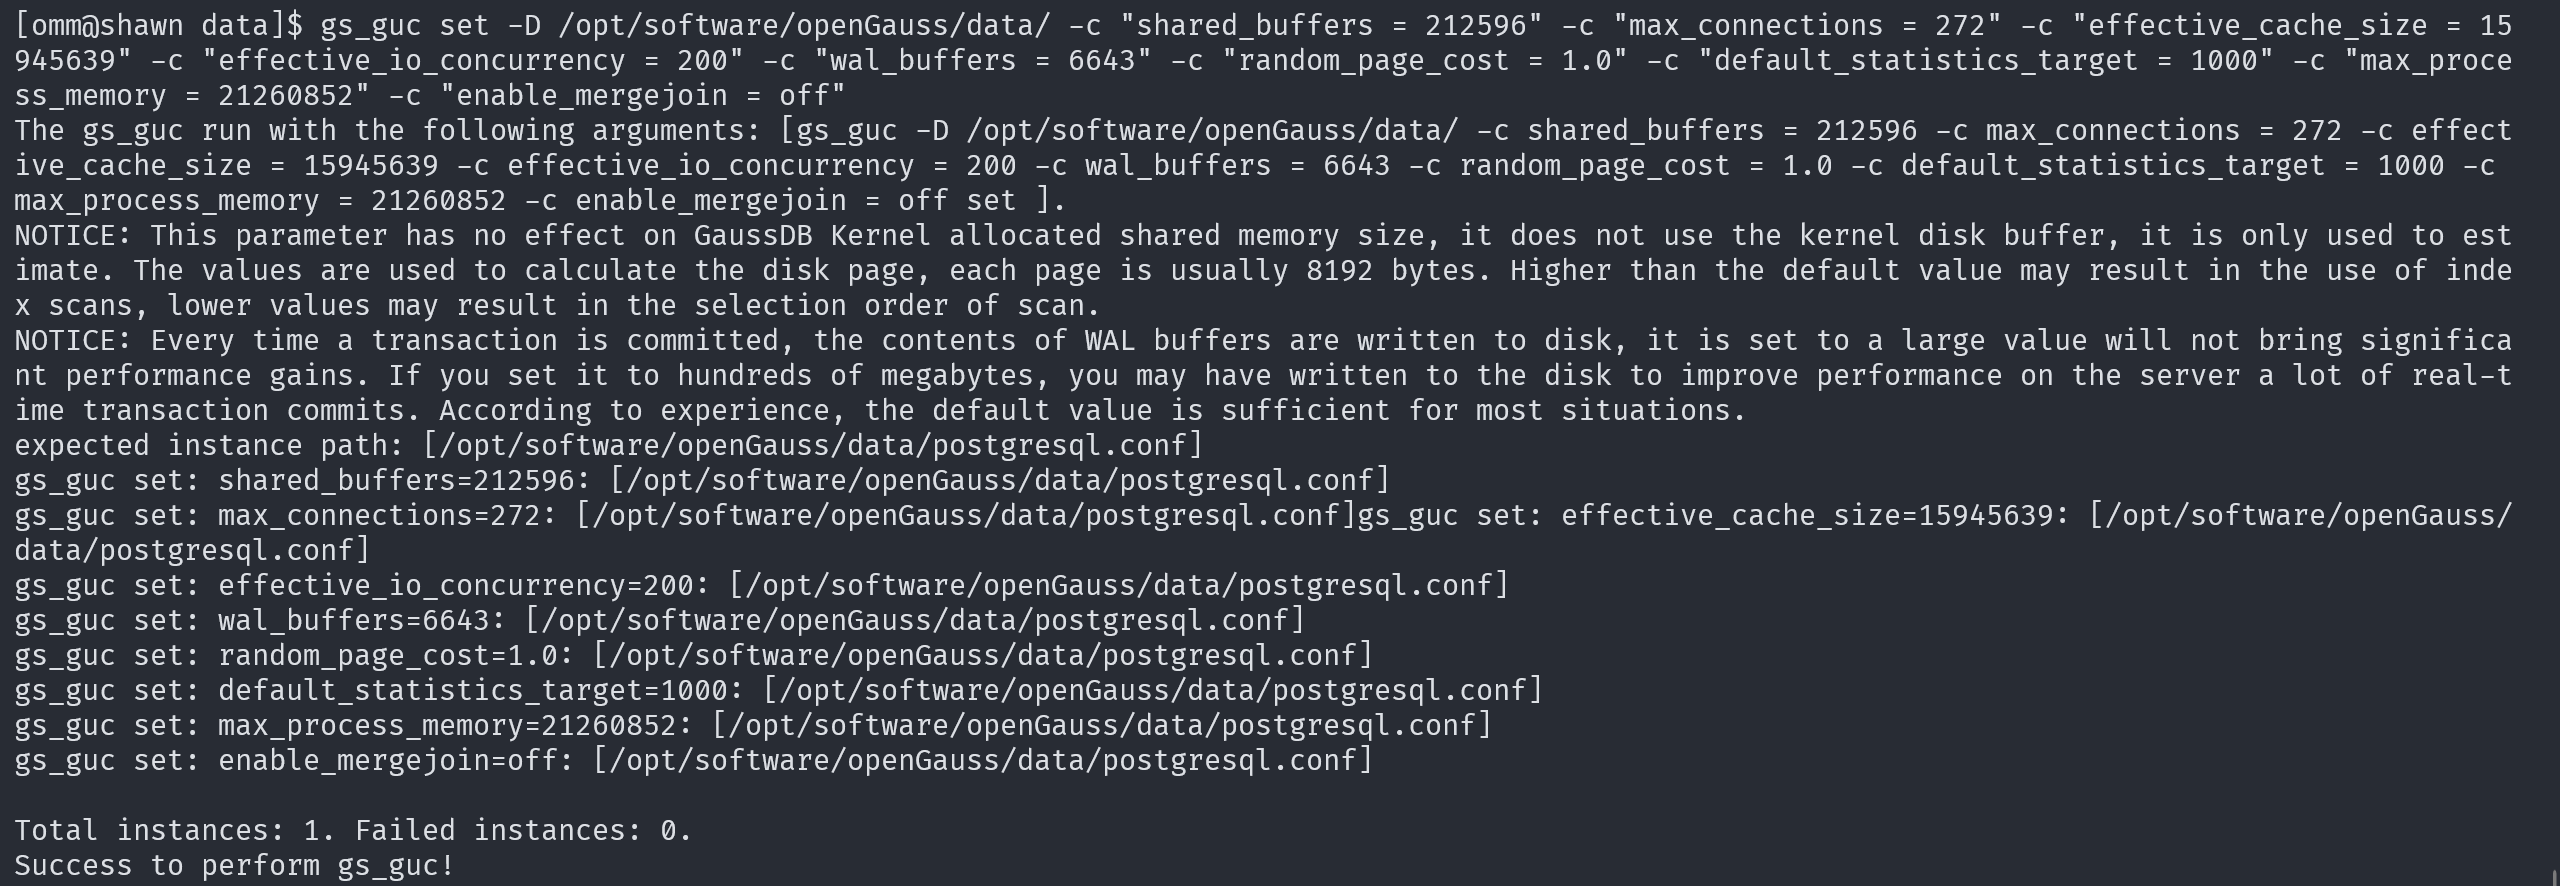 [omm@shawn data]$ gs_guc set -D /opt/software/openGauss/data/ -c "shared_buffers = 212596" -c "max_connections = 272" -c "effective_cache_size = 15
945639" -c "effective_io_concurrency = 200" -c "wal_buffers = 6643" -c "random_page_cost = 1.0" -c "default_statistics_target = 1000" -c "max_proce
ss_memory = 21260852" -c "enable_mergejoin = off"
The gs_guc run with the following arguments: [gs_guc -D /opt/software/openGauss/data/ -c shared_buffers = 212596 -c max_connections = 272 -c effect
ive_cache_size = 15945639 -c effective_io_concurrency = 200 -c wal_buffers = 6643 -c random_page_cost = 1.0 -c default_statistics_target = 1000 -c
max_process_memory = 21260852 -c enable_mergejoin = off set ].
NOTICE: This parameter has no effect on GaussDB Kernel allocated shared memory size, it does not use the kernel disk buffer, it is only used to est
imate. The values are used to calculate the disk page, each page is usually 8192 bytes. Higher than the default value may result in the use of inde
x scans, lower values may result in the selection order of scan.
NOTICE: Every time a transaction is committed, the contents of WAL buffers are written to disk, it is set to a large value will not bring significa
nt performance gains. If you set it to hundreds of megabytes, you may have written to the disk to improve performance on the server a lot of real-t
ime transaction commits. According to experience, the default value is sufficient for most situations.
expected instance path: [/opt/software/openGauss/data/postgresql.conf]
gs_guc set: shared_buffers=212596: [/opt/software/openGauss/data/postgresql.conf]
gs_guc set: max_connections=272: [/opt/software/openGauss/data/postgresql.conf]gs_guc set: effective_cache_size=15945639: [/opt/software/openGauss/
data/postgresql.conf]
gs_guc set: effective_io_concurrency=200: [/opt/software/openGauss/data/postgresql.conf]
gs_guc set: wal_buffers=6643: [/opt/software/openGauss/data/postgresql.conf]
gs_guc set: random_page_cost=1.0: [/opt/software/openGauss/data/postgresql.conf]
gs_guc set: default_statistics_target=1000: [/opt/software/openGauss/data/postgresql.conf]
gs_guc set: max_process_memory=21260852: [/opt/software/openGauss/data/postgresql.conf]
gs_guc set: enable_mergejoin=off: [/opt/software/openGauss/data/postgresql.conf]

Total instances: 1. Failed instances: 0.
Success to perform gs_guc!